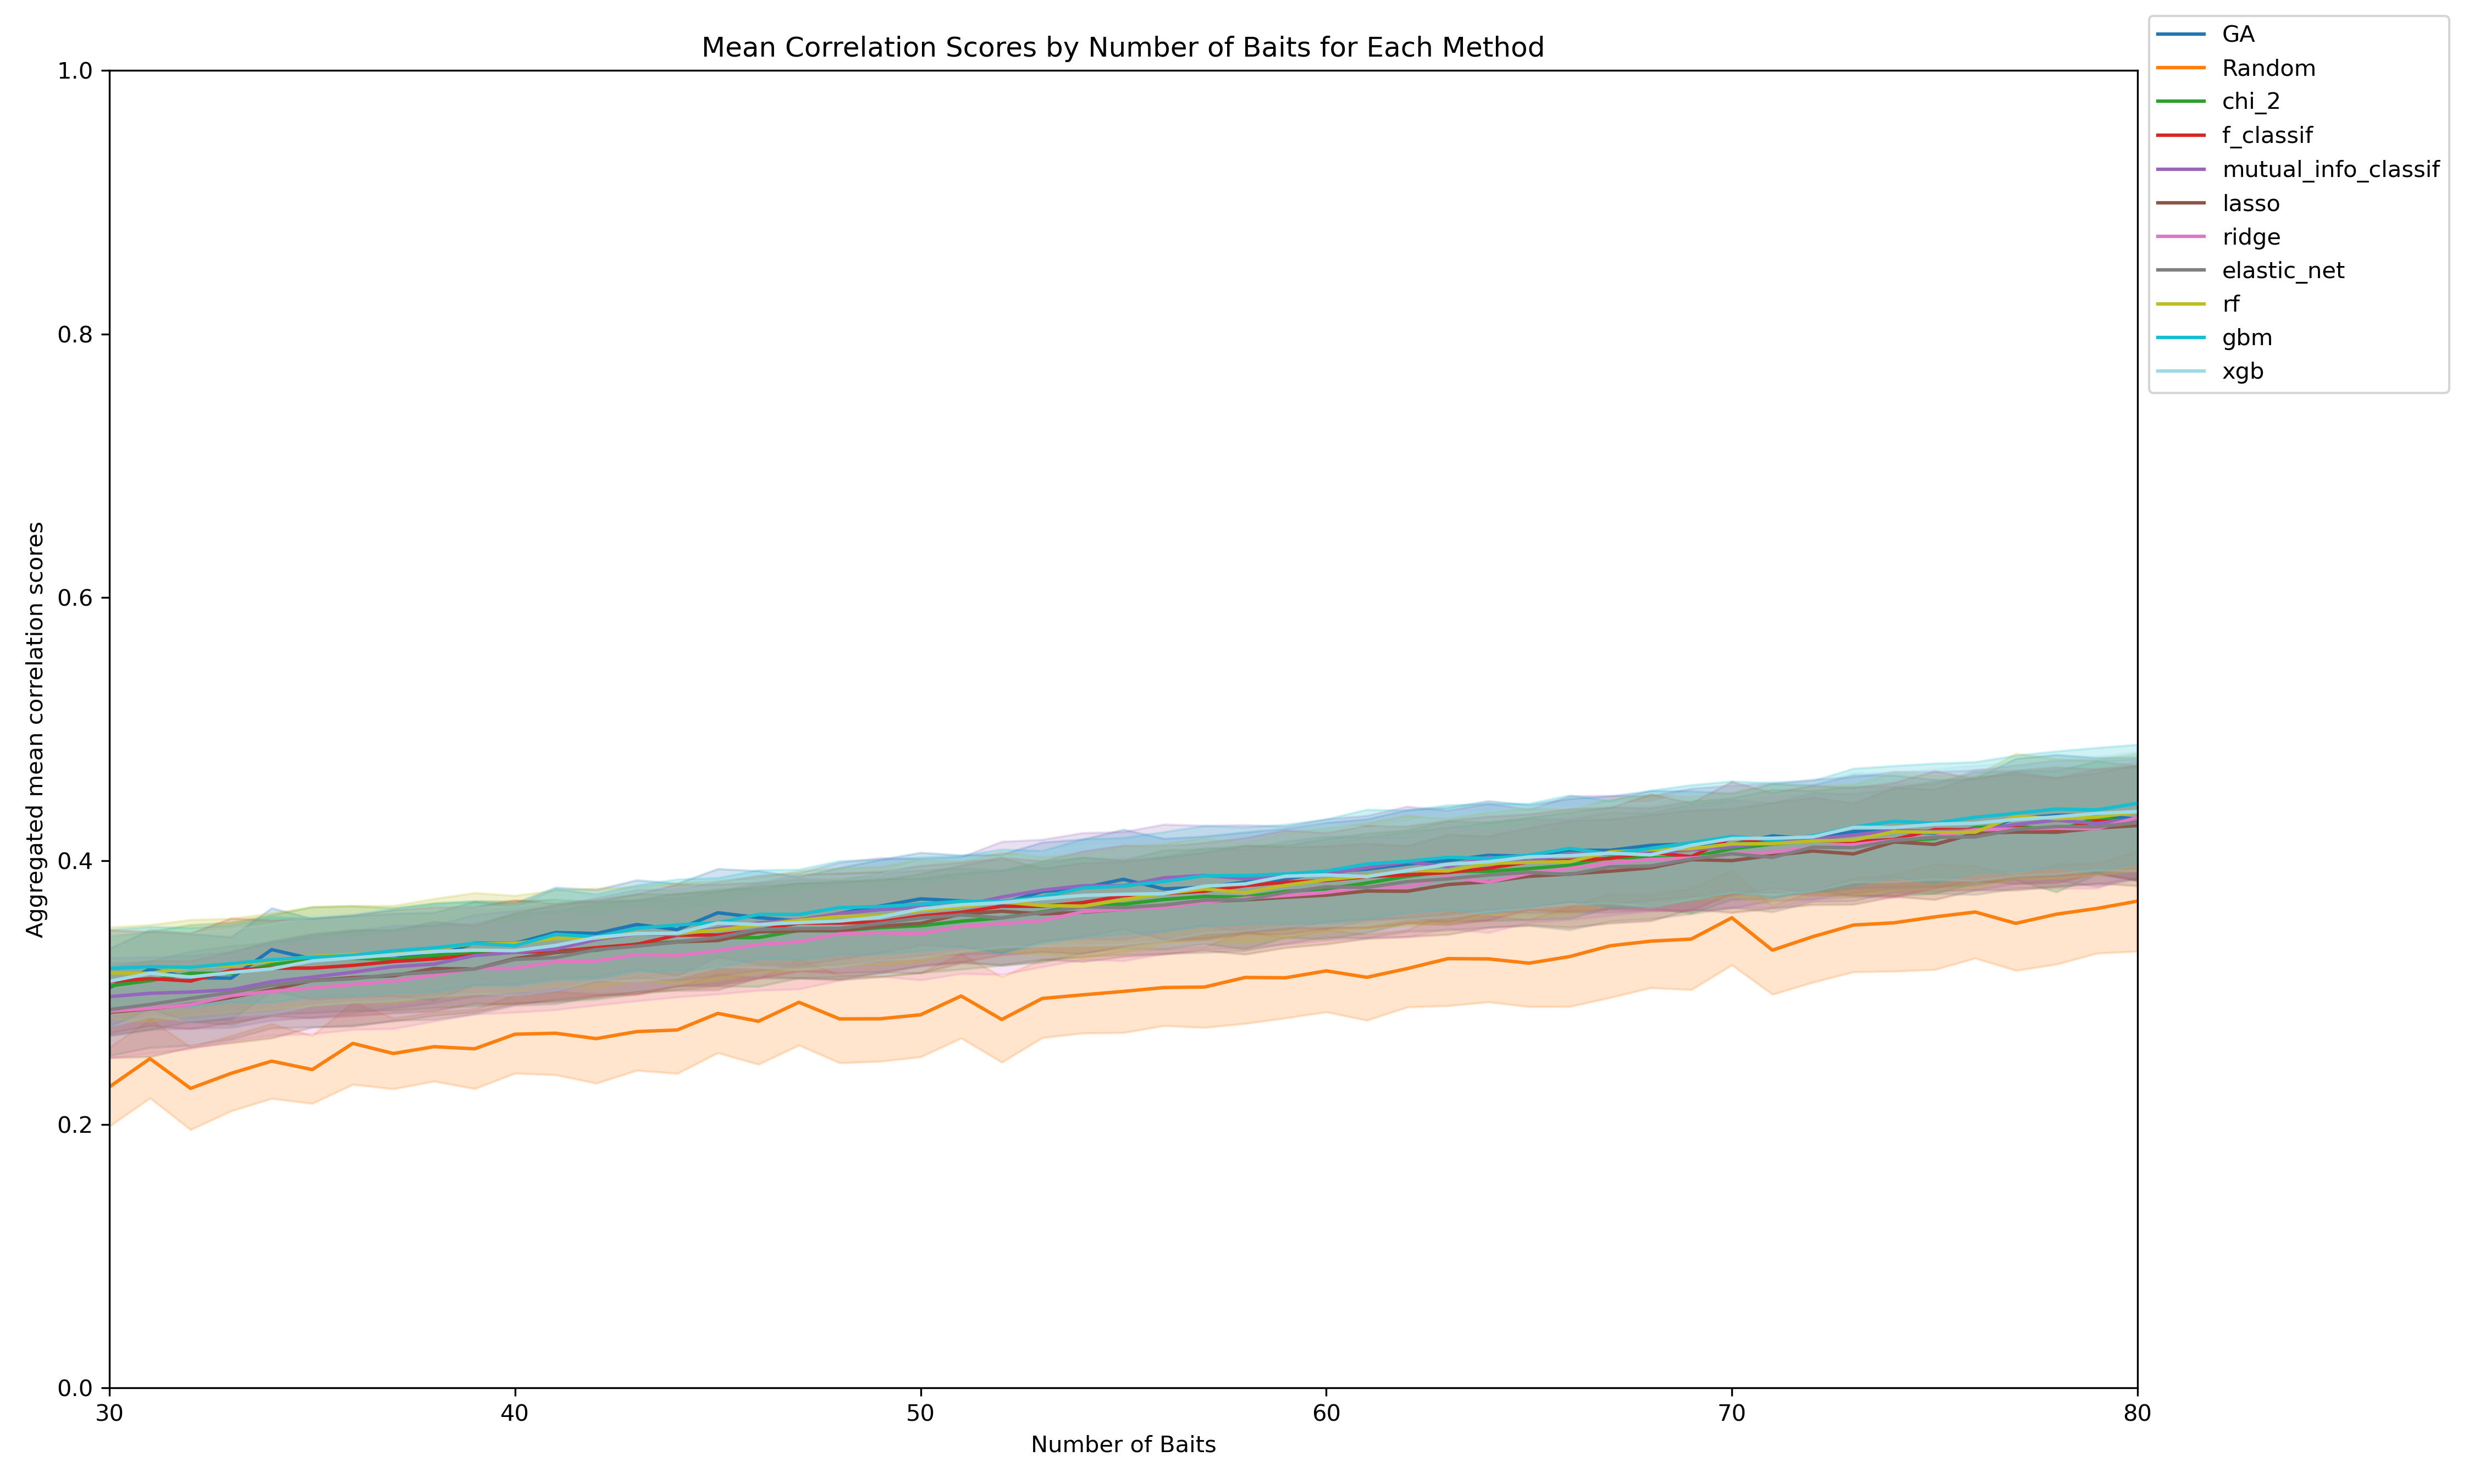 Mean Correlation Scores by Number of Baits for Each Method
GA
Random
chi_2
f_classif
mutual_info_classif
lasso
ridge
elastic_net
rf
gbm
xgb
Aggregated mean correlation scores
1.0
0.8
0.6
0.4
0.2
0.0
30 40 50 60 70 80
Number of Baits